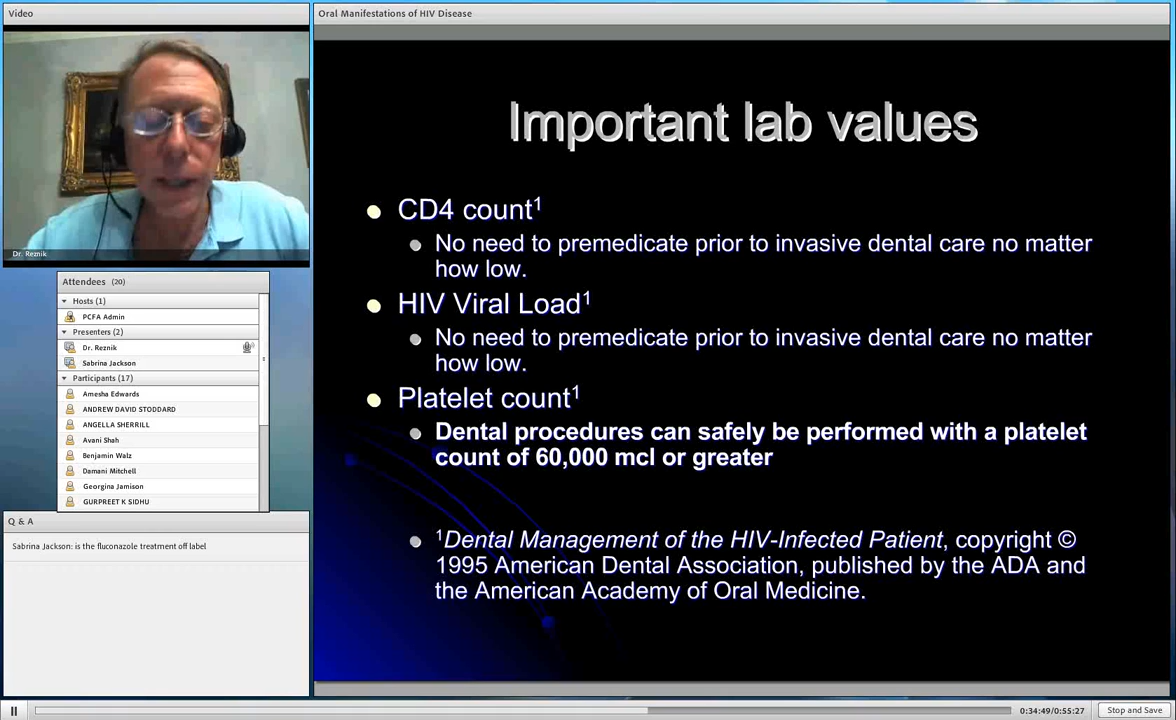 Video
Dr. Reznik
Attendees (20)
Hosts (1)
PCFA Admin
Presenters (2)
Dr. Reznik
Sabrina Jackson
Participants (17)
Amesha Edwards
ANDREW DAVID STODDARD
ANGELLA SHERRILL
Avani Shah
Benjamin Walz
Damani Mitchell
Georgina Jamison
GURPREET K SIDHU
Q & A
Sabrina Jackson: is the fluconazole treatment off label
Oral Manifestations of HIV Disease
Important lab values
CD4 count1
No need to premedicate prior to invasive dental care no matter
how low.
HIV Viral Load1
No need to premedicate prior to invasive dental care no matter
how low.
Platelet count1
Dental procedures can safely be performed with a platelet
count of 60,000 mcl or greater
1Dental Management of the HIV-Infected Patient, copyright ©
1995 American Dental Association, published by the ADA and
the American Academy of Oral Medicine.
0:34:49/0:55:27
Stop and Save